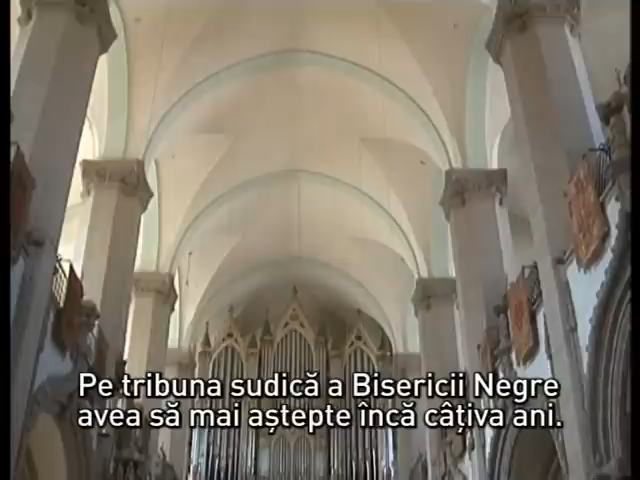 Pe tribuna sudică a Bisericii Negre
avea să mai aștepte încă câțiva ani.